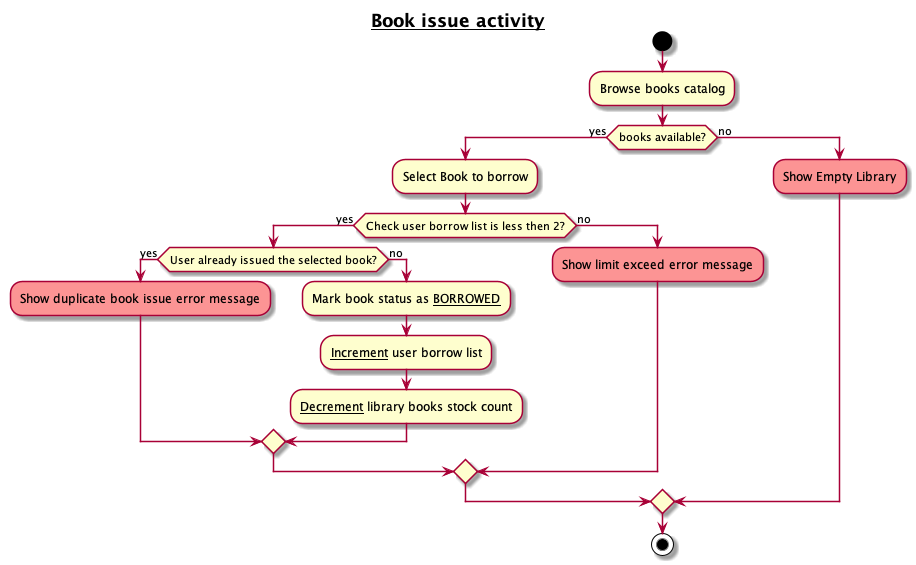 Book issue activity
Browse books catalog
yes
books available?
no
Select Book to borrow
Show Empty Library
yes
Check user borrow list is less then 2?
no
yes
User already issued the selected book?
no
Show limit exceed error message
Show duplicate book issue error message
Mark book status as BORROWED
Increment user borrow list
Decrement library books stock count